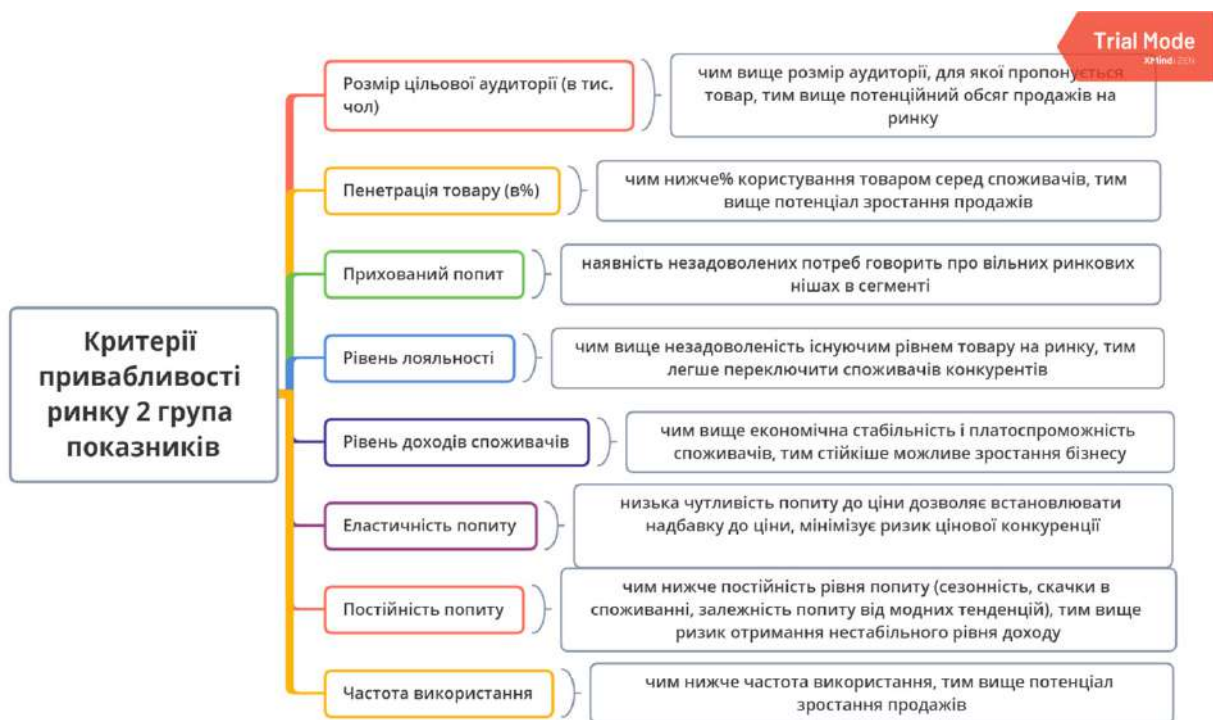 Trial Mode
XMind:ZEN
Розмір цільової аудиторії (в тис.
чол)
чим вище розмір аудиторії, для якої пропонується
товар, тим вище потенційний обсяг продажів на
ринку
Пенетрація товару (в%)
чим нижче% користування товаром серед споживачів, тим
вище потенціал зростання продажів
Прихований попит
наявність незадоволених потреб говорить про вільних ринкових
нішах в сегменті
Критерії
привабливості
ринку 2 група
показників
Рівень лояльності
чим вище незадоволеність існуючим рівнем товару на ринку, тим
легше переключити споживачів конкурентів
Рівень доходів споживачів
чим вище економічна стабільність і платоспроможність
споживачів, тим стійкіше можливе зростання бізнесу
Еластичність попиту
низька чутливість попиту до ціни дозволяє встановлювати
надбавку до ціни, мінімізує ризик цінової конкуренції
Постійність попиту
чим нижче постійність рівня попиту (сезонність, скачки в
споживанні, залежність попиту від модних тенденцій), тим вище
ризик отримання нестабільного рівня доходу
Частота використання
чим нижче частота використання, тим вище потенціал
зростання продажів